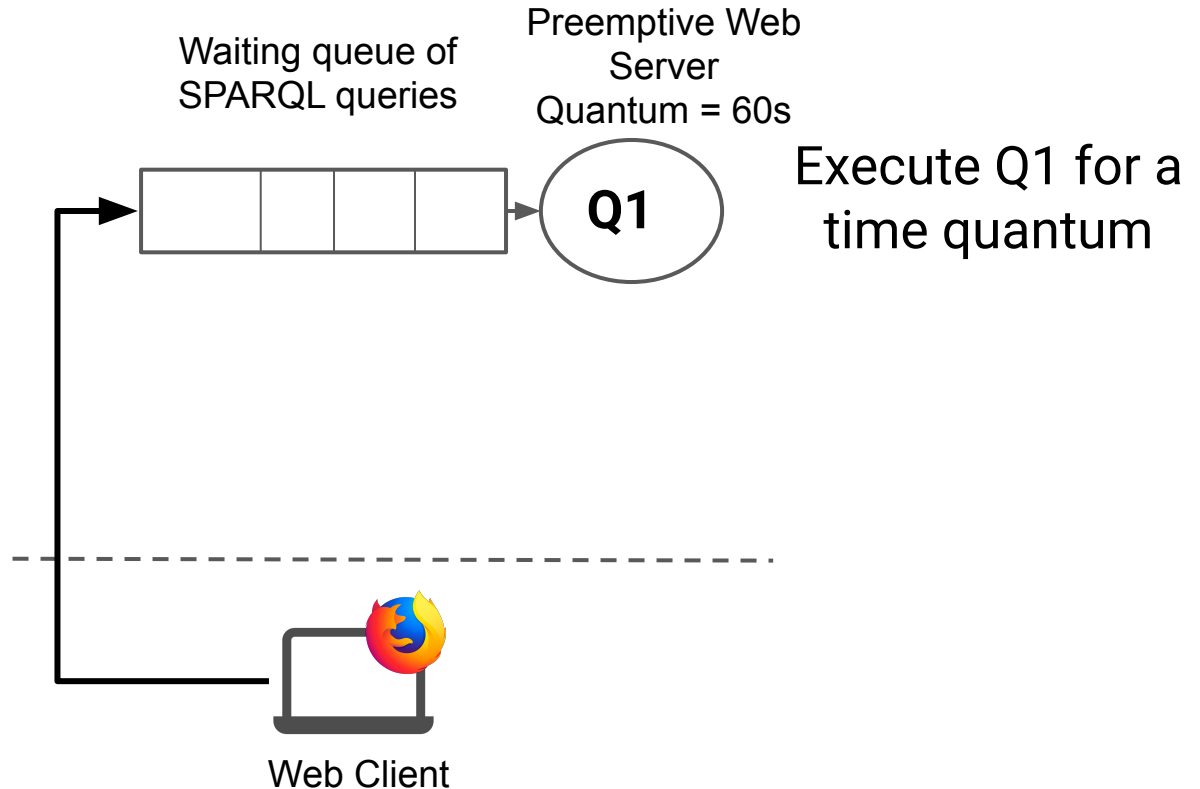 Waiting queue of
SPARQL queries
Preemptive Web
Server
Quantum = 60s
Q1
Execute Q1 for a
time quantum
Web Client